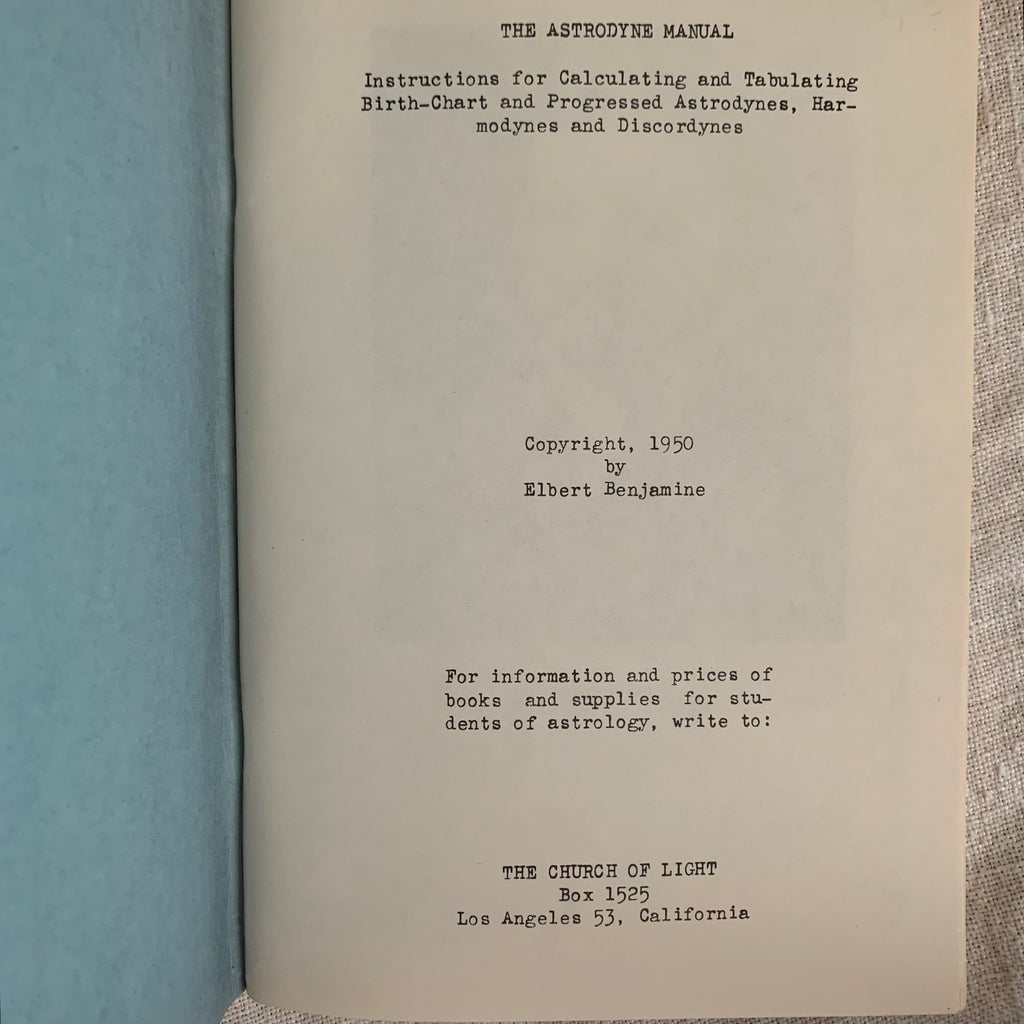 THE ASTRODYNE MANUAL
Instructions for Calculating and Tabulating
Birth-Chart and Progressed Astrodynes, Har-
modynes and Discordynes
Copyright, 1950
by
Elbert Benjamine
For information and prices of
books and supplies for stu-
dents of astrology, write to:
THE CHURCH OF LIGHT
Box 1525
Los Angeles 53, California